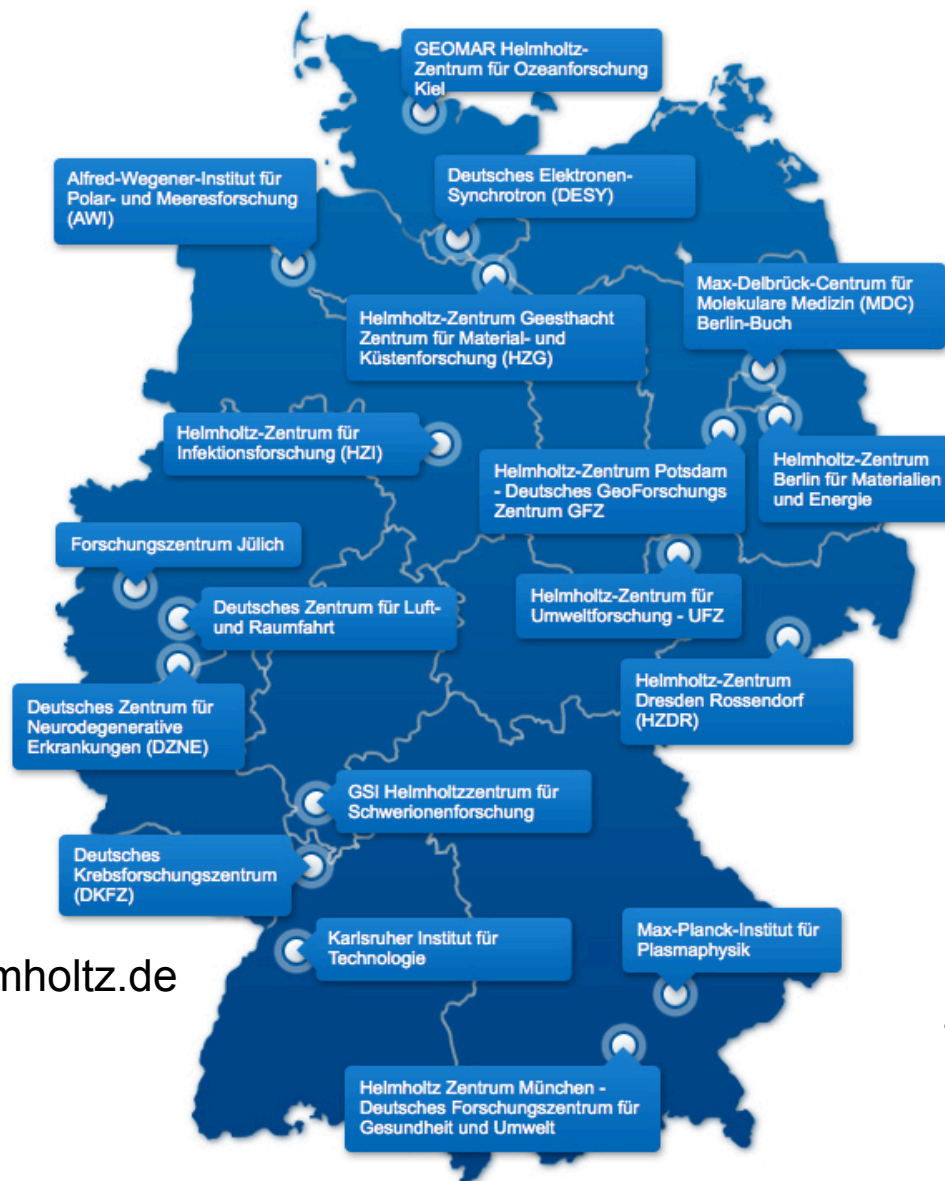 GEOMAR Helmholtz-
Zentrum für Ozeanforschung
Kiel
Alfred-Wegener-Institut für
Polar- und Meeresforschung
(AWI)
Deutsches Elektronen-
Synchrotron (DESY)
Max-Delbrück-Centrum für
Molekulare Medizin (MDC)
Berlin-Buch
Helmholtz-Zentrum Geesthacht
Zentrum für Material- und
Küstenforschung (HZG)
Helmholtz-Zentrum für
Infektionsforschung (HZI)
Helmholtz-Zentrum Potsdam
- Deutsches GeoForschungs
Zentrum GFZ
Helmholtz-Zentrum
Berlin für Materialien
und Energie
Forschungszentrum Jülich
Deutsches Zentrum für Luft-
und Raumfahrt
Helmholtz-Zentrum für
Umweltforschung - UFZ
Helmholtz-Zentrum
Dresden Rossendorf
(HZDR)
Deutsches Zentrum für
Neurodegenerative
Erkrankungen (DZNE)
GSI Helmholtzzentrum für
Schwerionenforschung
Deutsches
Krebsforschungszentrum
(DKFZ)
Karlsruher Institut für
Technologie
Max-Planck-Institut für
Plasmaphysik
mholtz.de
Helmholtz Zentrum München -
Deutsches Forschungszentrum für
Gesundheit und Umwelt